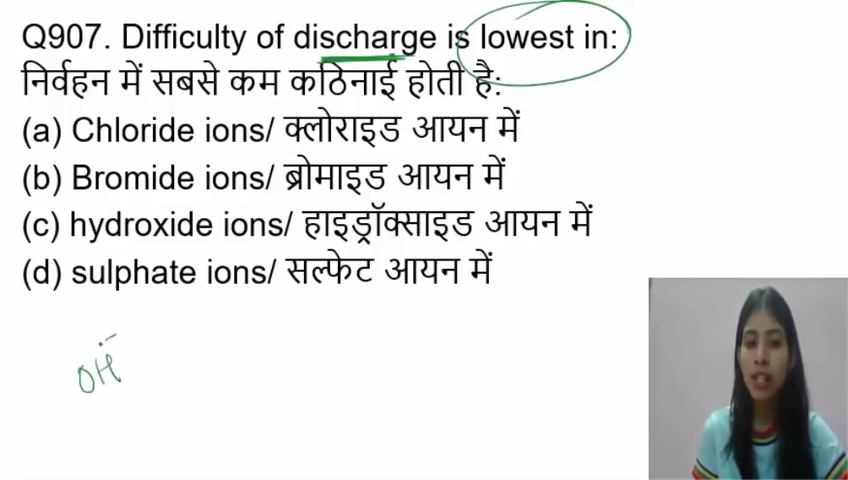 Q907. Difficulty of discharge is lowest in:
निर्वहन में सबसे कम कठिनाई होती है:
(a) Chloride ions/ क्लोराइड आयन में
(b) Bromide ions/ ब्रोमाइड आयन में
(c) hydroxide ions/ हाइड्रॉक्साइड आयन में
(d) sulphate ions/ सल्फेट आयन में
OH⁻